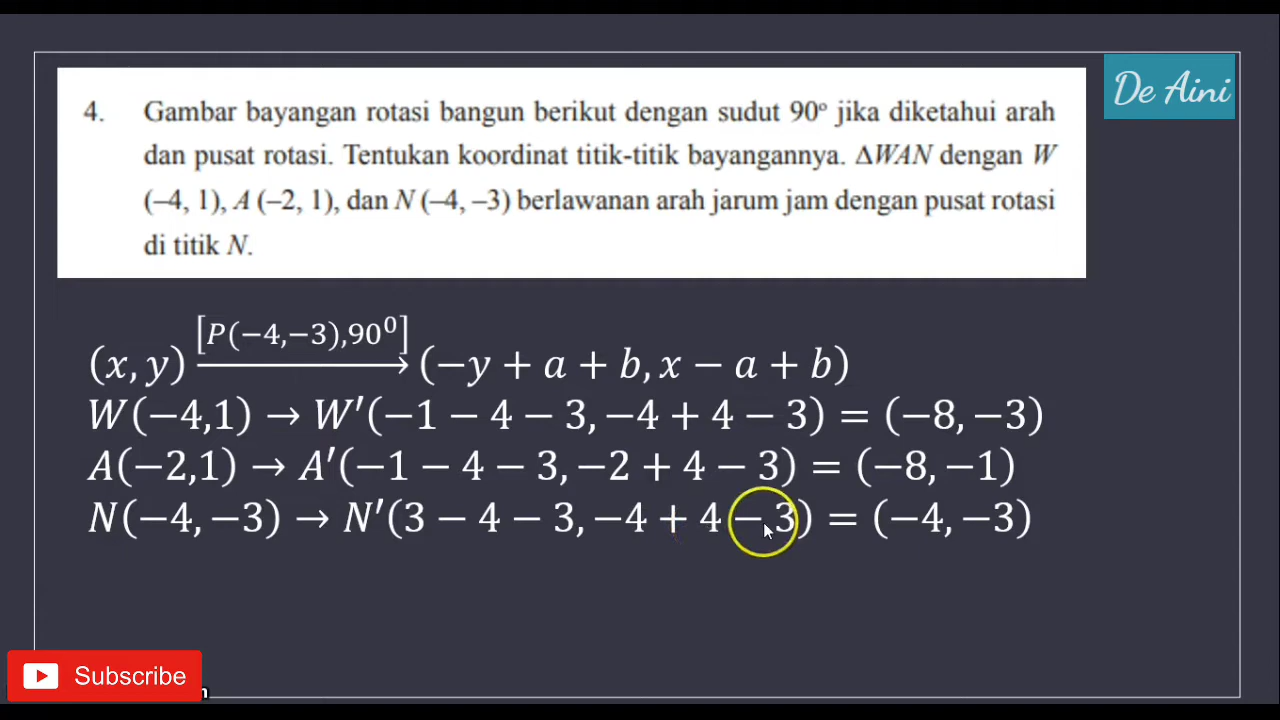 De Aini
4. Gambar bayangan rotasi bangun berikut dengan sudut 90° jika diketahui arah
dan pusat rotasi. Tentukan koordinat titik-titik bayangannya. ΔWAN dengan W
(–4, 1), A (–2, 1), dan N (–4, –3) berlawanan arah jarum jam dengan pusat rotasi
di titik N.
[P(−4,−3),90⁰]
(x, y) → (−y + a + b, x − a + b)
W(−4,1) → W′(−1 − 4 − 3, −4 + 4 − 3) = (−8, −3)
A(−2,1) → A′(−1 − 4 − 3, −2 + 4 − 3) = (−8, −1)
N(−4, −3) → N′(3 − 4 − 3, −4 + 4 − 3) = (−4, −3)
Subscribe